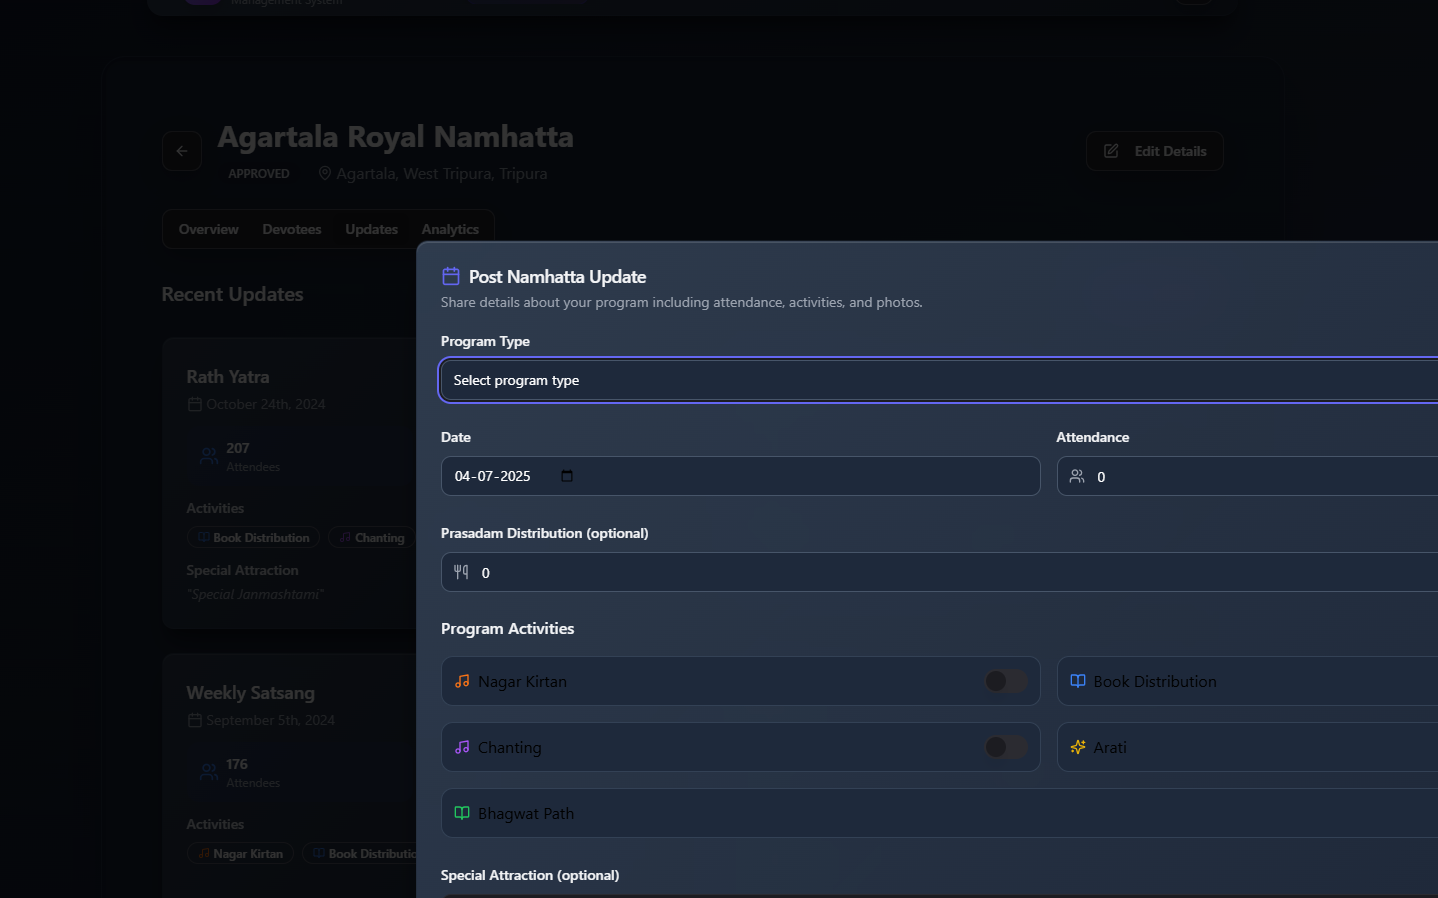 Management System
Agartala Royal Namhatta
APPROVED
Agartala, West Tripura, Tripura
Edit Details
Overview Devotees Updates Analytics
Recent Updates
Rath Yatra
October 24th, 2024
207
Attendees
Activities
Book Distribution Chanting
Special Attraction
"Special Janmashtami"
Weekly Satsang
September 5th, 2024
176
Attendees
Activities
Nagar Kirtan Book Distributic
Post Namhatta Update
Share details about your program including attendance, activities, and photos.
Program Type
Select program type
Date
04-07-2025
Attendance
0
Prasadam Distribution (optional)
0
Program Activities
Nagar Kirtan
Book Distribution
Chanting
Arati
Bhagwat Path
Special Attraction (optional)